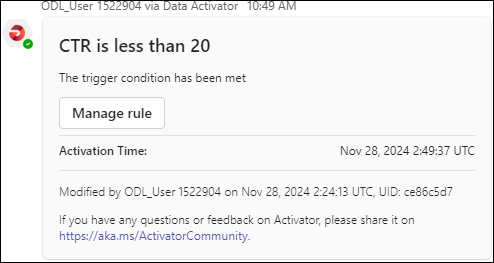 ODL_User 1522904 via Data Activator 10:49 AM
CTR is less than 20
The trigger condition has been met
Manage rule
Activation Time: Nov 28, 2024 2:49:37 UTC
Modified by ODL_User 1522904 on Nov 28, 2024 2:24:13 UTC, UID: ce86c5d7
If you have any questions or feedback on Activator, please share it on
https://aka.ms/ActivatorCommunity.